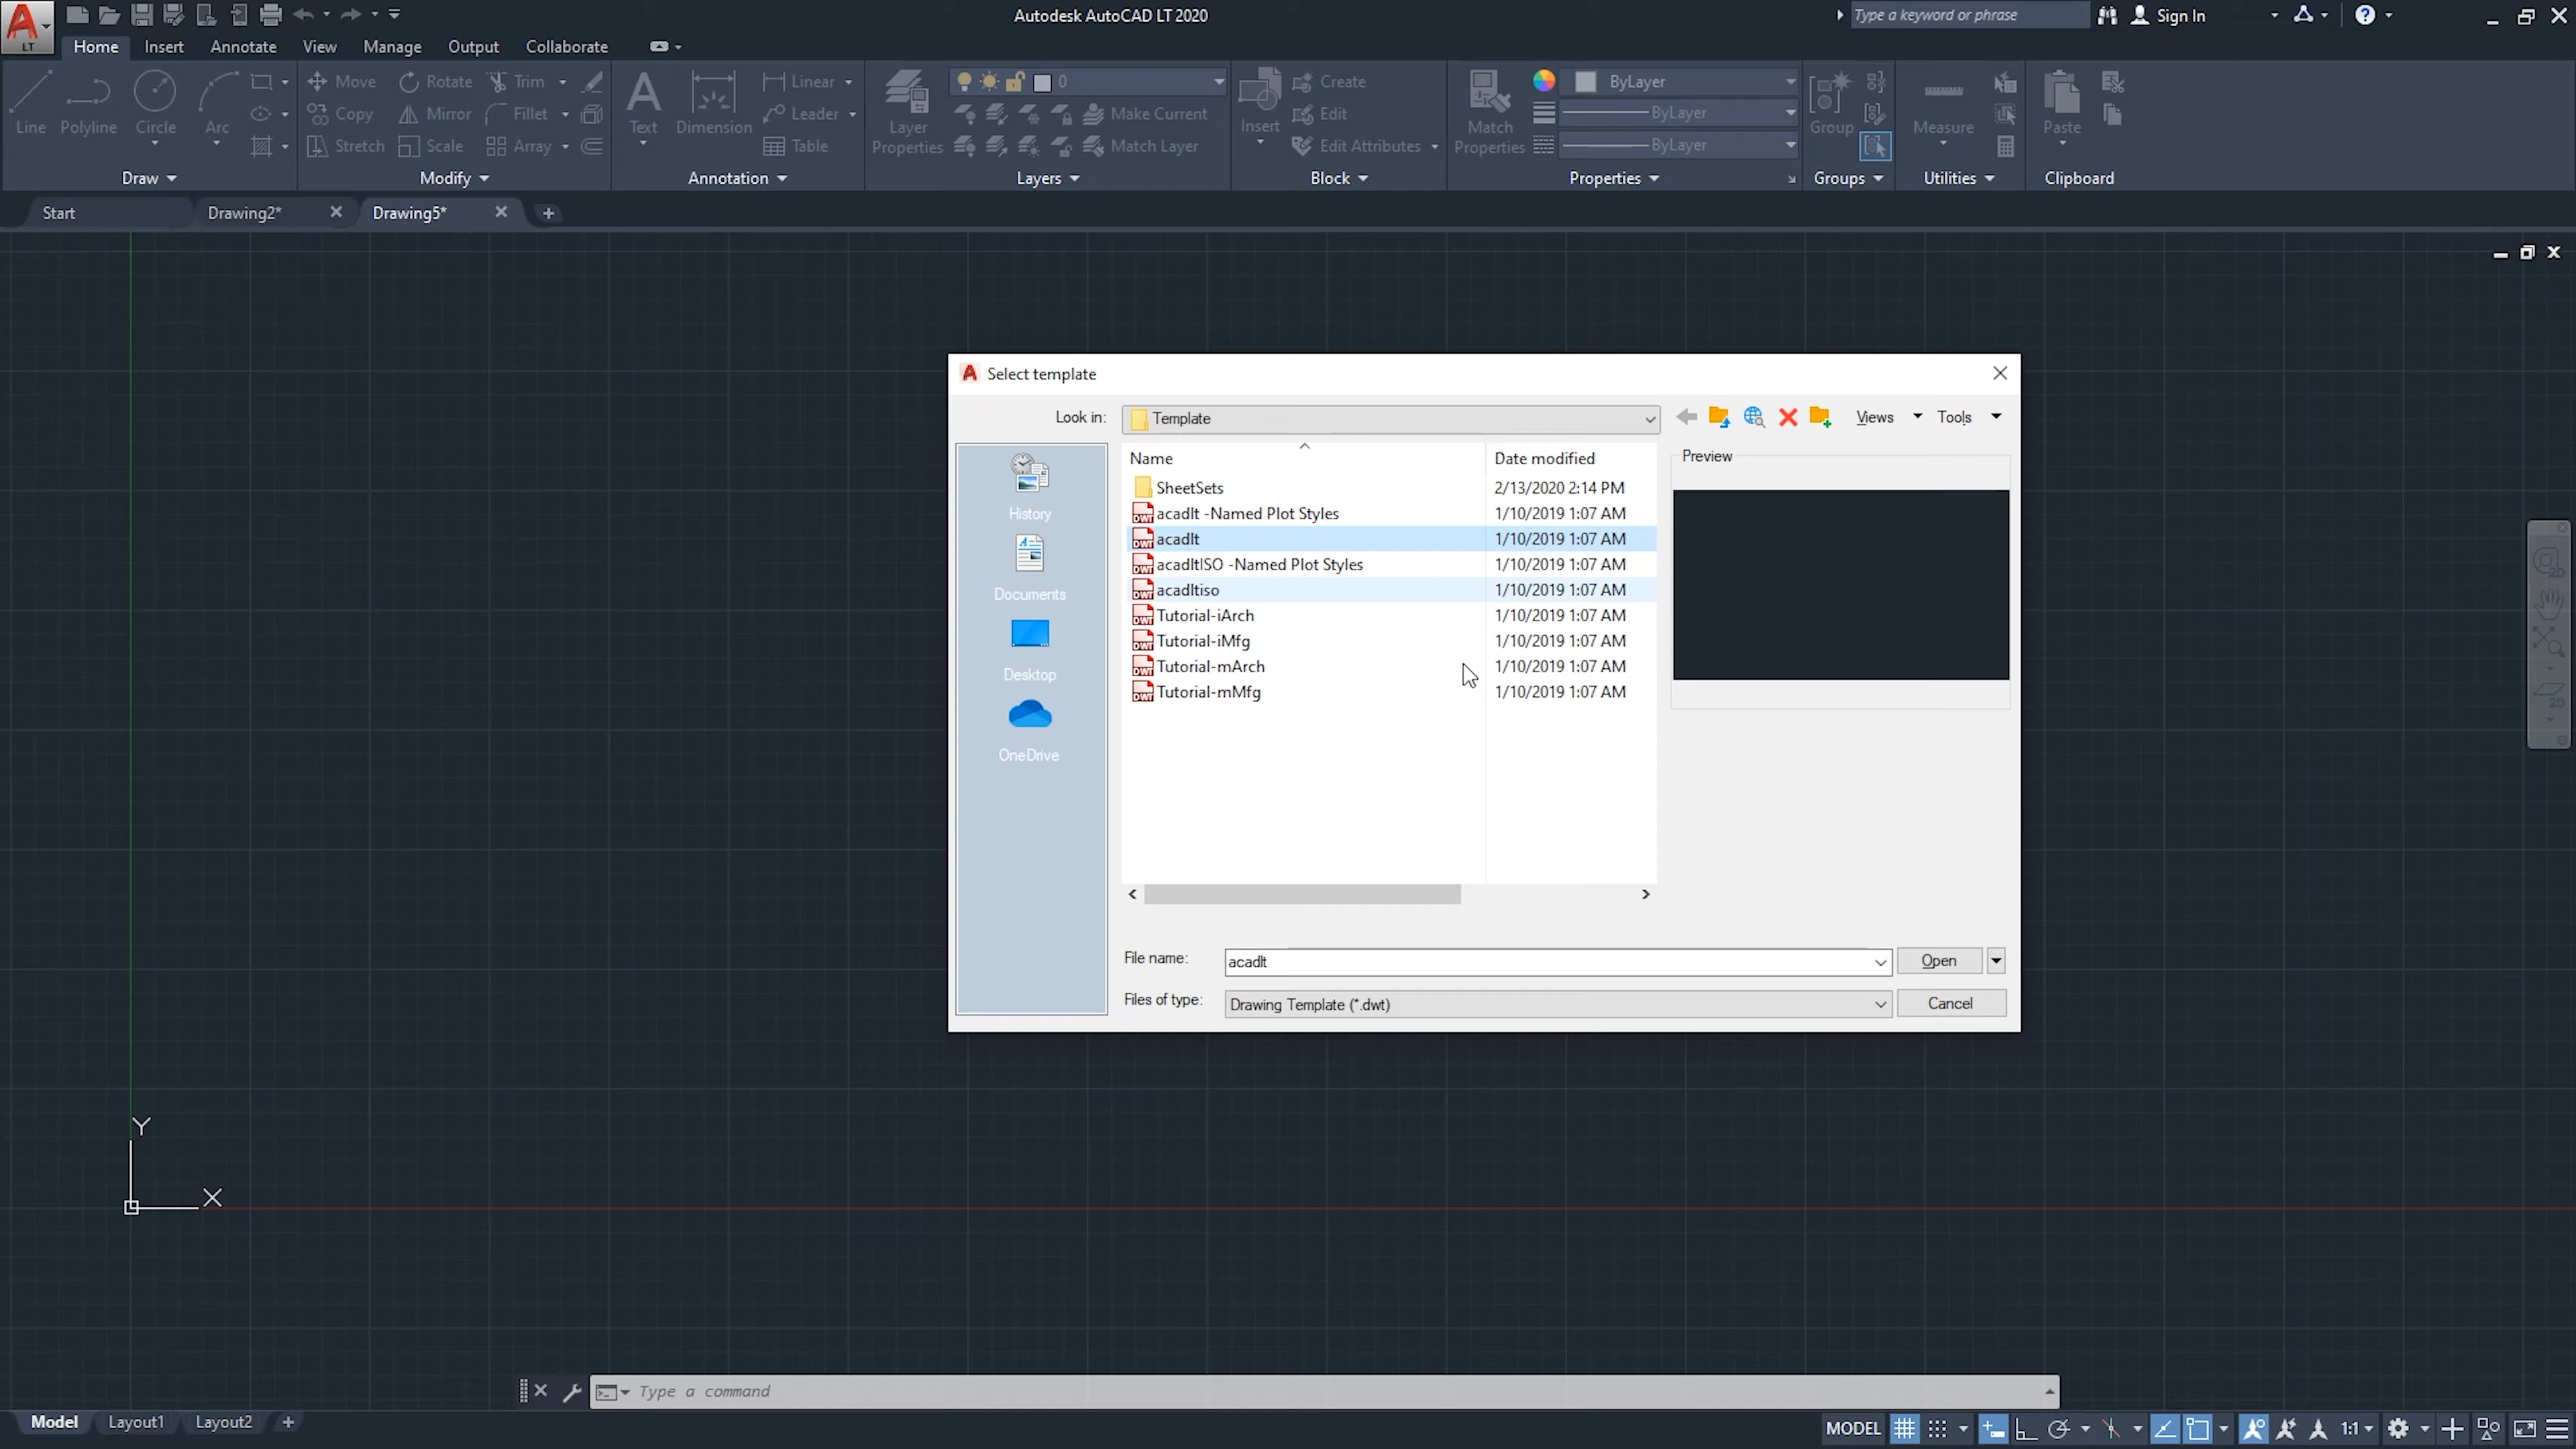 Autodesk AutoCAD LT 2020
Type a keyword or phrase
Sign In
LT
Home Insert Annotate View Manage Output Collaborate
Line Polyline Circle Arc
Move Rotate Trim
Copy Mirror Fillet
Stretch Scale Array
Text Dimension
Linear
Leader
Table
Layer Properties
0
Make Current
Match Layer
Insert
Create
Edit
Edit Attributes
Match Properties
ByLayer
ByLayer
ByLayer
Group
Measure
Paste
Draw Modify Annotation Layers Block Properties Groups Utilities Clipboard
Start Drawing2* Drawing5*
Select template
Look in: Template Views Tools
Name Date modified Preview
SheetSets 2/13/2020 2:14 PM
acadlt -Named Plot Styles 1/10/2019 1:07 AM
acadlt 1/10/2019 1:07 AM
acadltISO -Named Plot Styles 1/10/2019 1:07 AM
acadltiso 1/10/2019 1:07 AM
Tutorial-iArch 1/10/2019 1:07 AM
Tutorial-iMfg 1/10/2019 1:07 AM
Tutorial-mArch 1/10/2019 1:07 AM
Tutorial-mMfg 1/10/2019 1:07 AM
History
Documents
Desktop
OneDrive
File name: acadlt Open
Files of type: Drawing Template (*.dwt) Cancel
2D
2D
Y
X
Type a command
Model Layout1 Layout2
MODEL 1:1